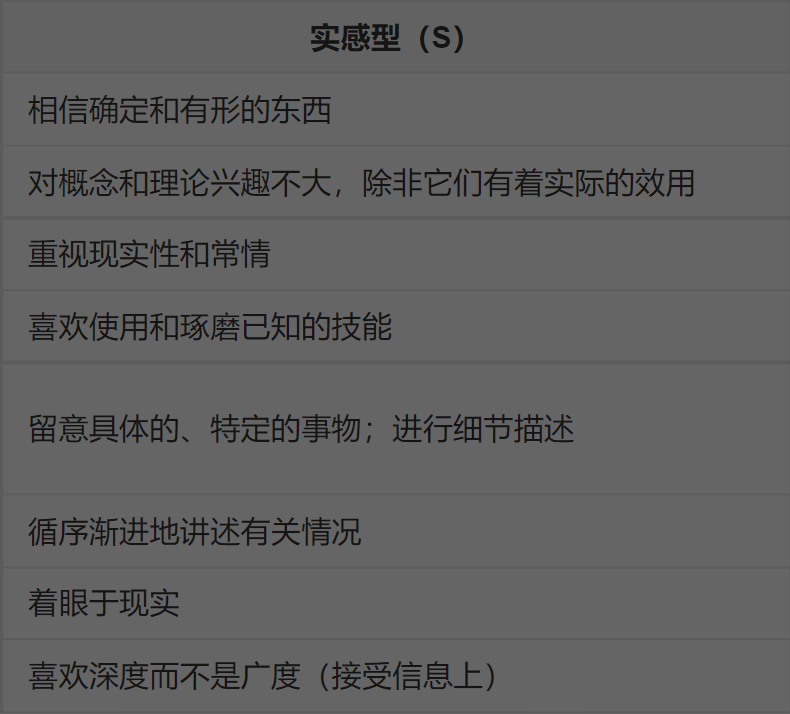 实感型（S）
相信确定和有形的东西
对概念和理论兴趣不大，除非它们有着实际的效用
重视现实性和常情
喜欢使用和琢磨已知的技能
留意具体的、特定的事物；进行细节描述
循序渐进地讲述有关情况
着眼于现实
喜欢深度而不是广度（接受信息上）